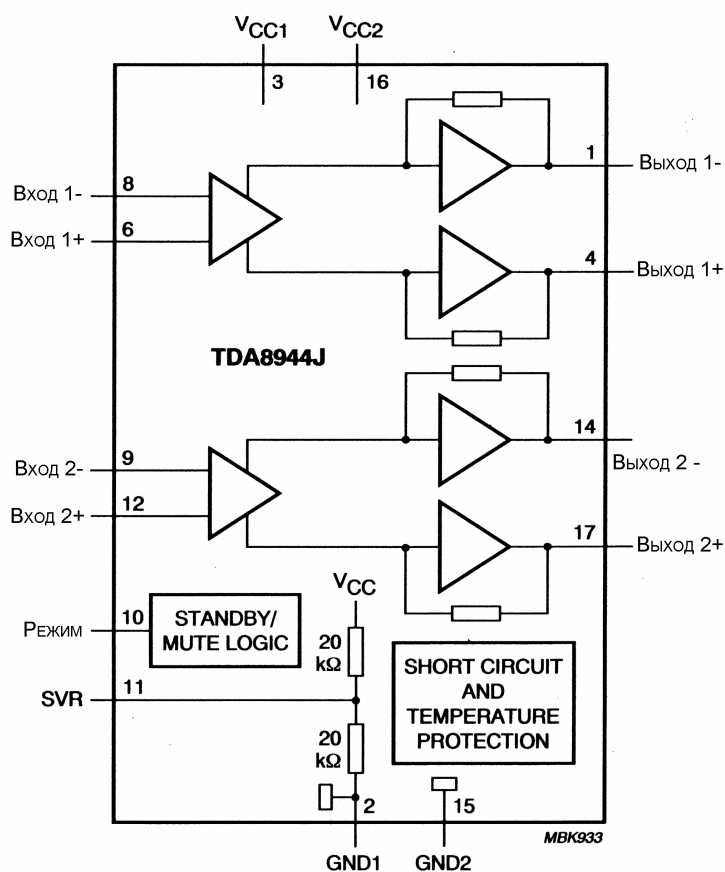 VCC1
VCC2
3
16
1
Выход 1-
Вход 1-
8
Вход 1+
6
4
Выход 1+
TDA8944J
14
Выход 2 -
Вход 2-
9
Вход 2+
12
17
Выход 2+
VCC
Режим
10
STANDBY/
MUTE LOGIC
20
kΩ
SHORT CIRCUIT
AND
TEMPERATURE
PROTECTION
SVR
11
20
kΩ
2
15
MBK933
GND1
GND2